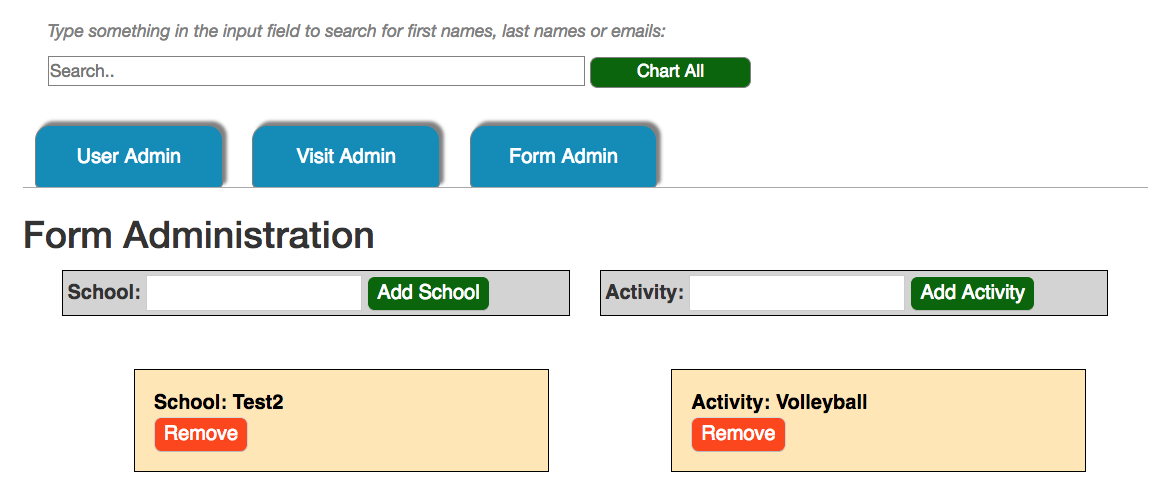 Type something in the input field to search for first names, last names or emails:
Search.. Chart All
User Admin Visit Admin Form Admin
Form Administration
School: Add School Activity: Add Activity
School: Test2
Remove
Activity: Volleyball
Remove